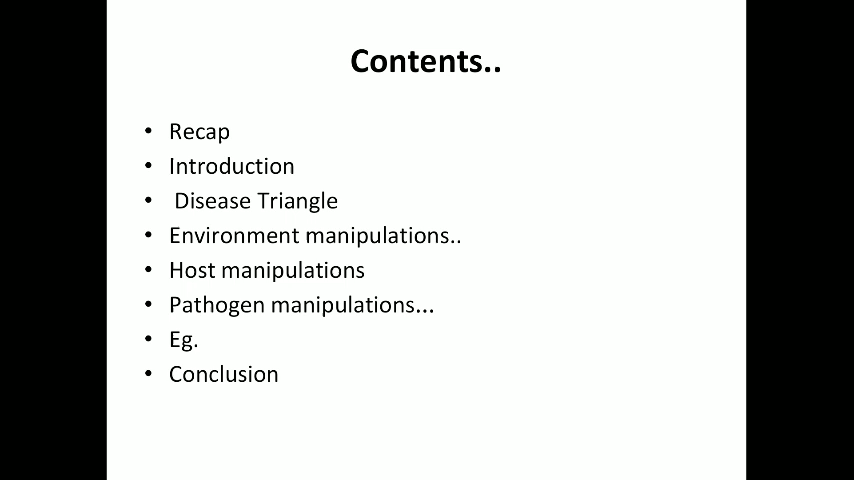 Contents..
• Recap
• Introduction
• Disease Triangle
• Environment manipulations..
• Host manipulations
• Pathogen manipulations...
• Eg.
• Conclusion